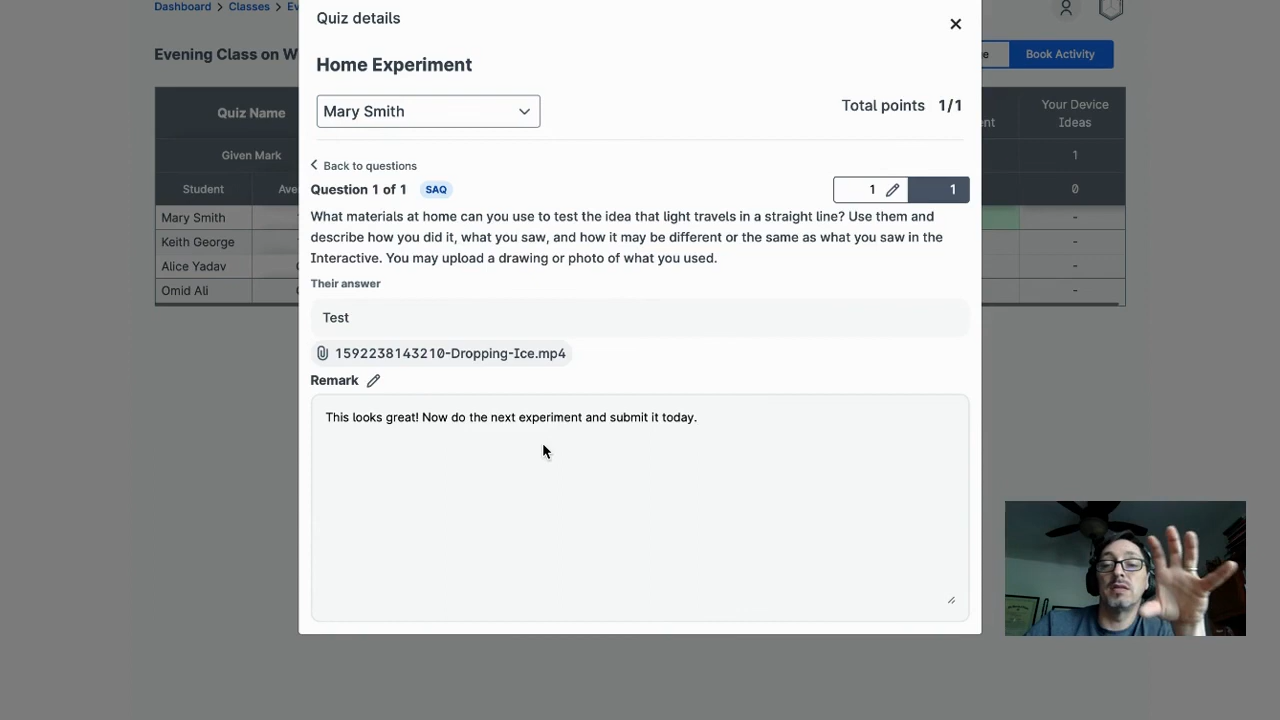 Dashboard > Classes > Ev
Quiz details
Evening Class on W
Book Activity
Home Experiment
Mary Smith
Total points 1/1
Quiz Name
Your Device
Ideas
Given Mark
1
Student
0
Back to questions
Question 1 of 1 SAQ 1 1
What materials at home can you use to test the idea that light travels in a straight line? Use them and
describe how you did it, what you saw, and how it may be different or the same as what you saw in the
Interactive. You may upload a drawing or photo of what you used.
Their answer
Test
1592238143210-Dropping-Ice.mp4
Remark
This looks great! Now do the next experiment and submit it today.
Mary Smith -
Keith George -
Alice Yadav -
Omid Ali -